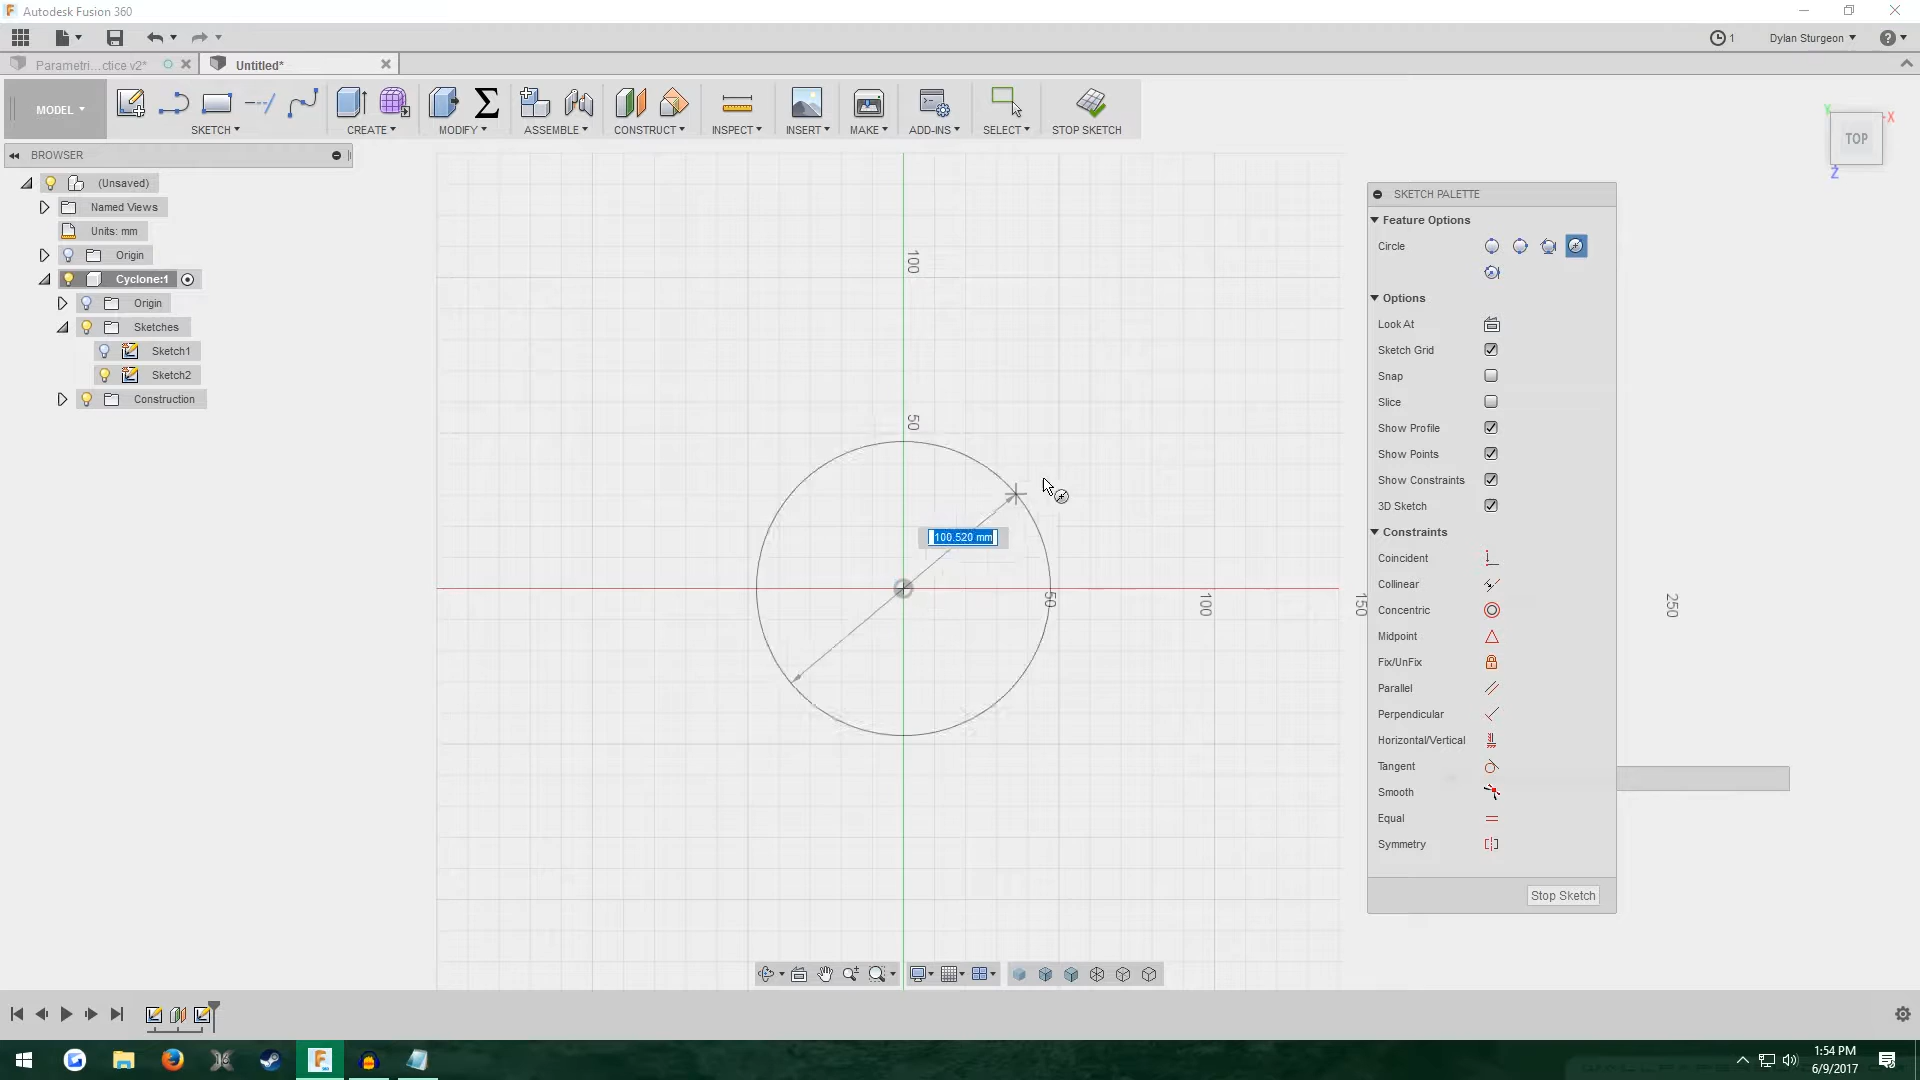 Autodesk Fusion 360
1
Dylan Sturgeon
Parametri...ctice v2*
Untitled*
MODEL
SKETCH
CREATE
MODIFY
ASSEMBLE
CONSTRUCT
INSPECT
INSERT
MAKE
ADD-INS
SELECT
STOP SKETCH
TOP
X
Z
BROWSER
(Unsaved)
Named Views
Units: mm
Origin
Cyclone:1
Origin
Sketches
Sketch1
Sketch2
Construction
100
50
100.520 mm
50
100
150
250
SKETCH PALETTE
Feature Options
Circle
Options
Look At
Sketch Grid
Snap
Slice
Show Profile
Show Points
Show Constraints
3D Sketch
Constraints
Coincident
Collinear
Concentric
Midpoint
Fix/UnFix
Parallel
Perpendicular
Horizontal/Vertical
Tangent
Smooth
Equal
Symmetry
Stop Sketch
1:54 PM
6/9/2017